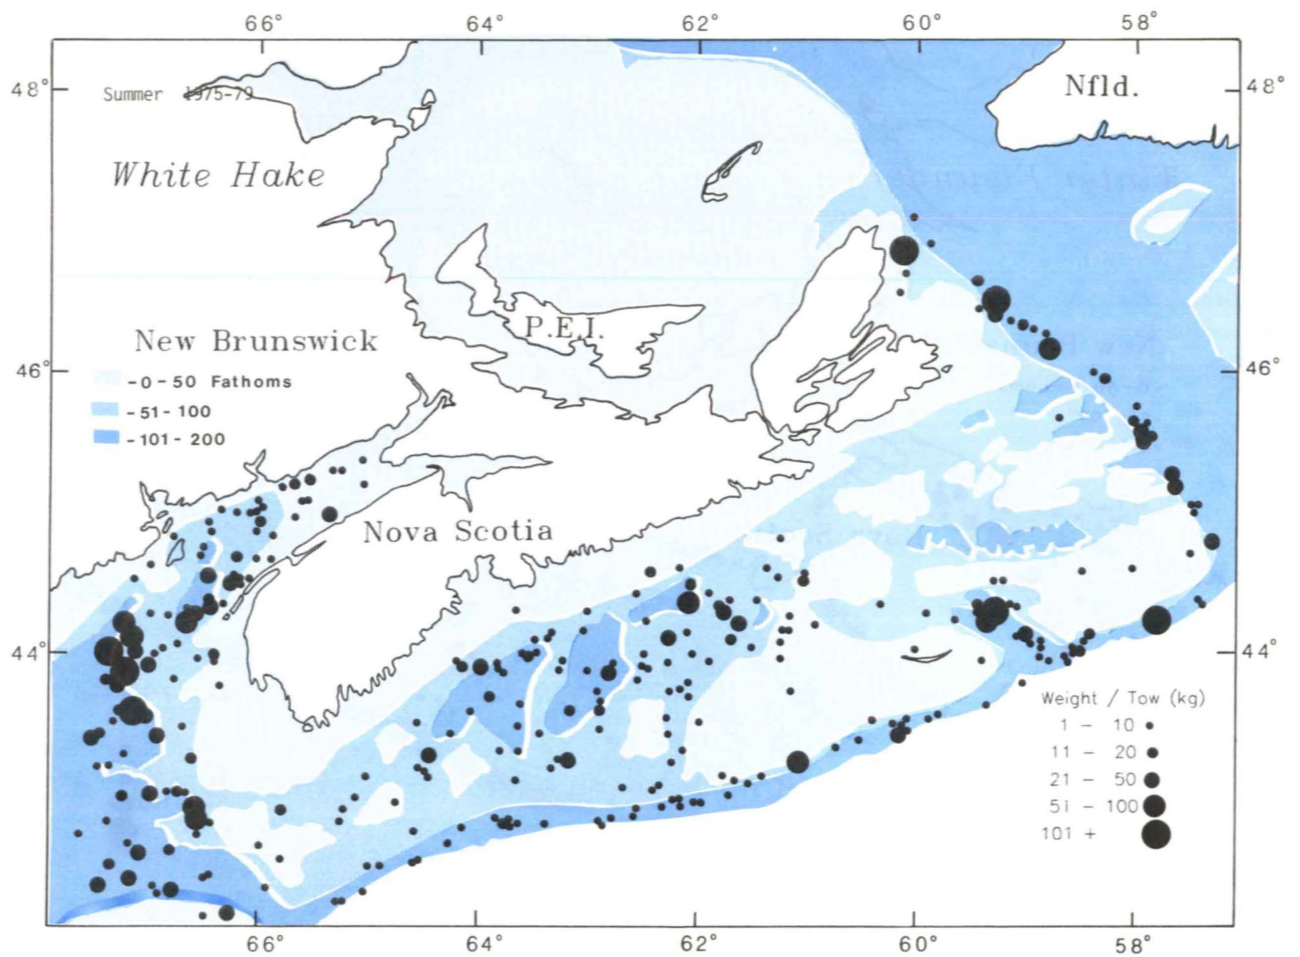 66° 64° 62° 60° 58°
48° 48°
Summer 1975-79
Nfld.
White Hake
P.E.I.
New Brunswick
46° 46°
-0-50 Fathoms
-51-100
-101-200
Nova Scotia
44° 44°
Weight / Tow (kg)
1 - 10
11 - 20
21 - 50
51 - 100
101 +
66° 64° 62° 60° 58°